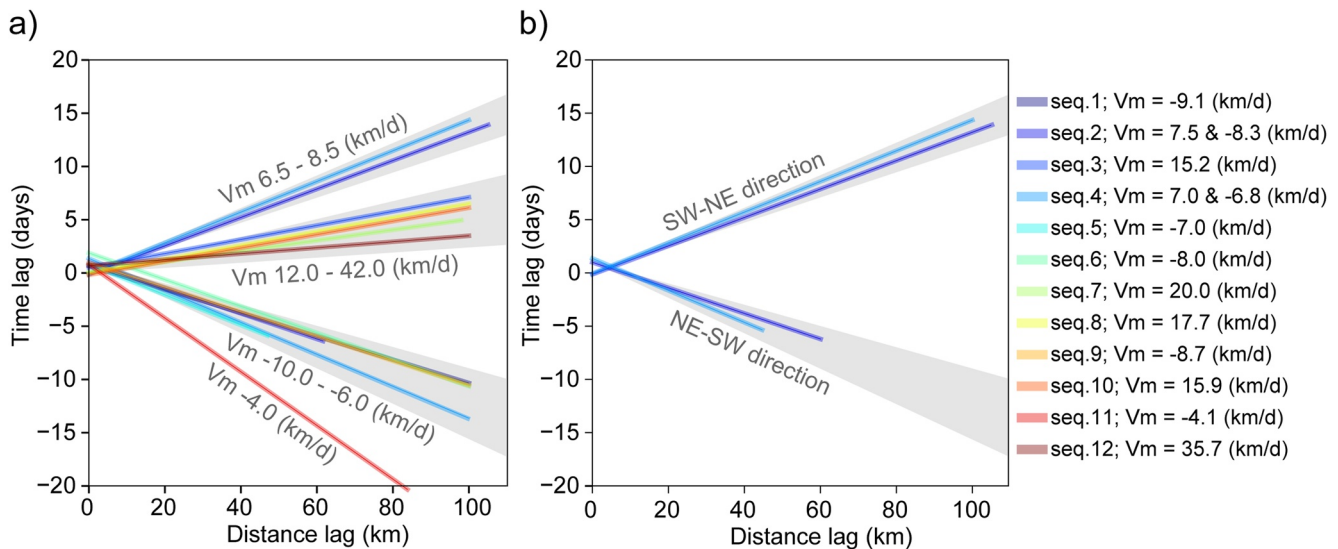 a)
20
15
10
5
0
−5
−10
−15
−20
Time lag (days)
Vm 6.5 - 8.5 (km/d)
Vm 12.0 - 42.0 (km/d)
Vm -10.0 - -6.0 (km/d)
Vm -4.0 (km/d)
0 20 40 60 80 100
Distance lag (km)
b)
20
15
10
5
0
−5
−10
−15
−20
Time lag (days)
SW-NE direction
NE-SW direction
0 20 40 60 80 100
Distance lag (km)
seq.1; Vm = -9.1 (km/d)
seq.2; Vm = 7.5 & -8.3 (km/d)
seq.3; Vm = 15.2 (km/d)
seq.4; Vm = 7.0 & -6.8 (km/d)
seq.5; Vm = -7.0 (km/d)
seq.6; Vm = -8.0 (km/d)
seq.7; Vm = 20.0 (km/d)
seq.8; Vm = 17.7 (km/d)
seq.9; Vm = -8.7 (km/d)
seq.10; Vm = 15.9 (km/d)
seq.11; Vm = -4.1 (km/d)
seq.12; Vm = 35.7 (km/d)